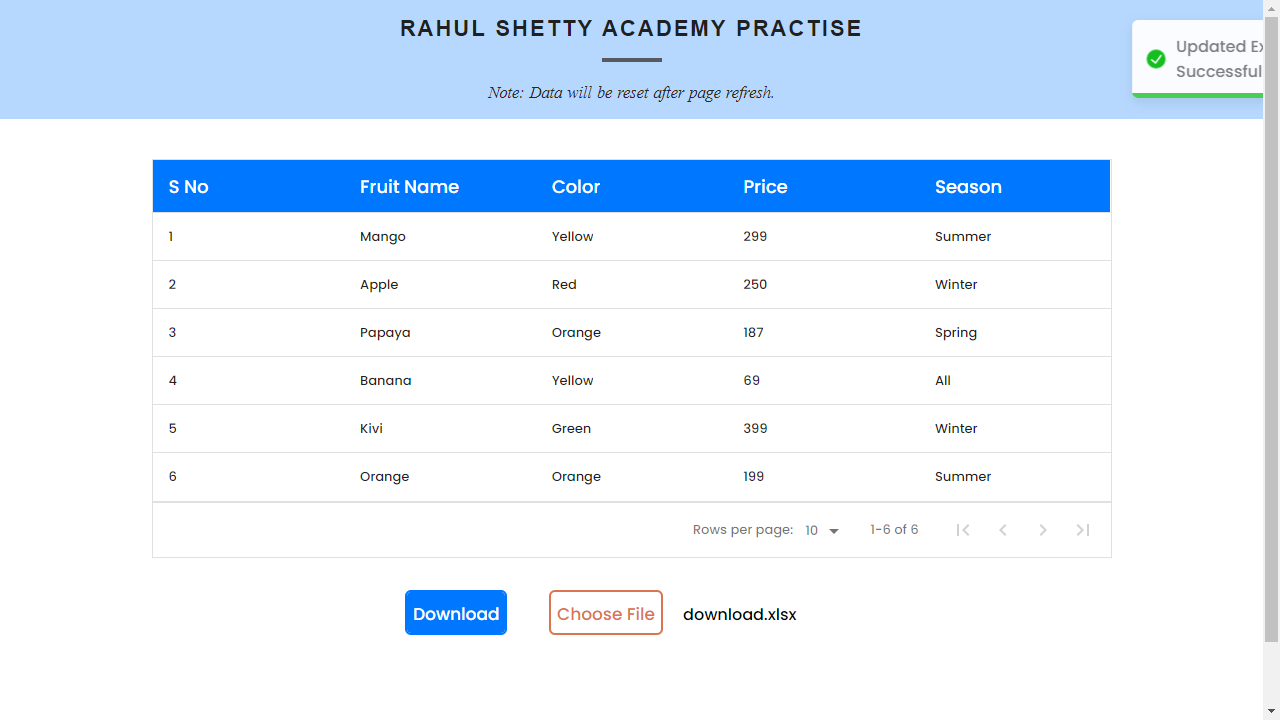 RAHUL SHETTY ACADEMY PRACTISE
Note: Data will be reset after page refresh.
Updated
Successful
S No Fruit Name Color Price Season
1 Mango Yellow 299 Summer
2 Apple Red 250 Winter
3 Papaya Orange 187 Spring
4 Banana Yellow 69 All
5 Kivi Green 399 Winter
6 Orange Orange 199 Summer
Rows per page: 10 1-6 of 6
Download Choose File download.xlsx